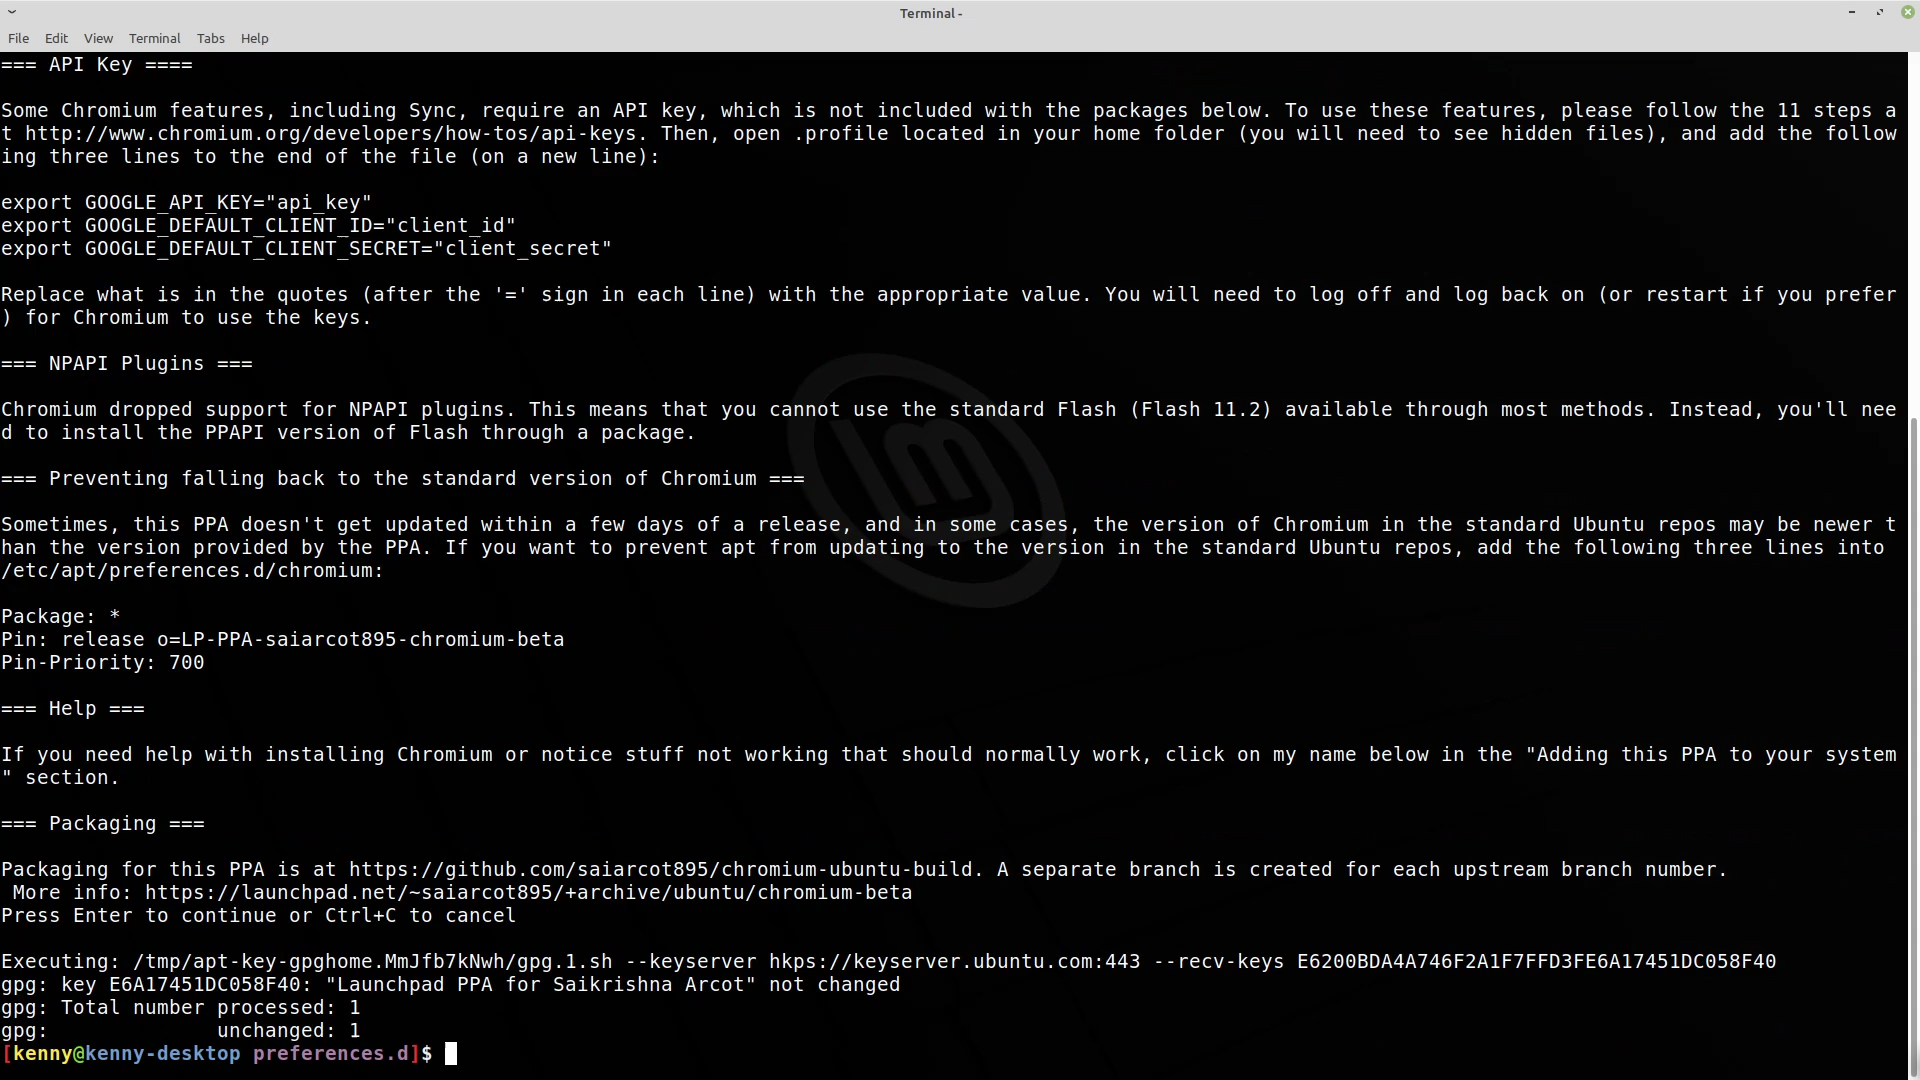 Terminal -
File Edit View Terminal Tabs Help
=== API Key ====
Some Chromium features, including Sync, require an API key, which is not included with the packages below. To use these features, please follow the 11 steps a
t http://www.chromium.org/developers/how-tos/api-keys. Then, open .profile located in your home folder (you will need to see hidden files), and add the follow
ing three lines to the end of the file (on a new line):
export GOOGLE_API_KEY="api_key"
export GOOGLE_DEFAULT_CLIENT_ID="client_id"
export GOOGLE_DEFAULT_CLIENT_SECRET="client_secret"
Replace what is in the quotes (after the '=' sign in each line) with the appropriate value. You will need to log off and log back on (or restart if you prefer
) for Chromium to use the keys.
=== NPAPI Plugins ===
Chromium dropped support for NPAPI plugins. This means that you cannot use the standard Flash (Flash 11.2) available through most methods. Instead, you'll nee
d to install the PPAPI version of Flash through a package.
=== Preventing falling back to the standard version of Chromium ===
Sometimes, this PPA doesn't get updated within a few days of a release, and in some cases, the version of Chromium in the standard Ubuntu repos may be newer t
han the version provided by the PPA. If you want to prevent apt from updating to the version in the standard Ubuntu repos, add the following three lines into
/etc/apt/preferences.d/chromium:
Package: *
Pin: release o=LP-PPA-saiarcot895-chromium-beta
Pin-Priority: 700
=== Help ===
If you need help with installing Chromium or notice stuff not working that should normally work, click on my name below in the "Adding this PPA to your system
" section.
=== Packaging ===
Packaging for this PPA is at https://github.com/saiarcot895/chromium-ubuntu-build. A separate branch is created for each upstream branch number.
More info: https://launchpad.net/~saiarcot895/+archive/ubuntu/chromium-beta
Press Enter to continue or Ctrl+C to cancel
Executing: /tmp/apt-key-gpghome.MmJfb7kNwh/gpg.1.sh --keyserver hkps://keyserver.ubuntu.com:443 --recv-keys E6200BDA4A746F2A1F7FFD3FE6A17451DC058F40
gpg: key E6A17451DC058F40: "Launchpad PPA for Saikrishna Arcot" not changed
gpg: Total number processed: 1
gpg:              unchanged: 1
[kenny@kenny-desktop preferences.d]$